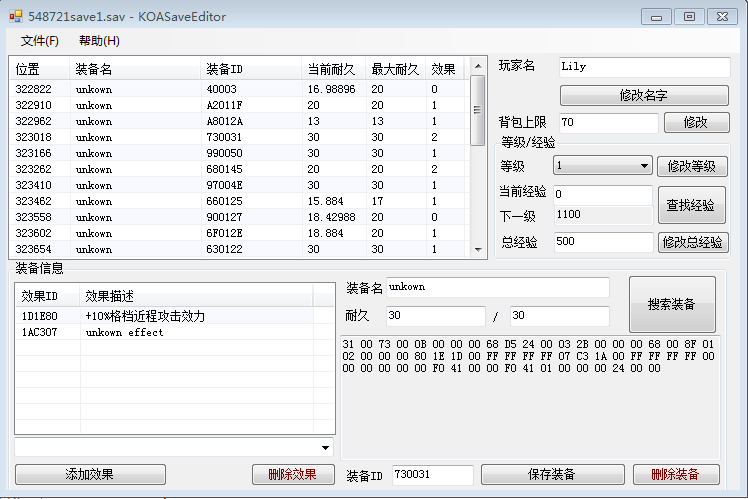 548721save1.sav - KOASaveEditor
文件(F) 帮助(H)
位置 装备名 装备ID 当前耐久 最大耐久 效果
322822 unkown 40003 16.98896 20 0
322910 unkown A2011F 20 20 1
322962 unkown A8012A 13 13 1
323018 unkown 730031 30 30 2
323166 unkown 990050 30 30 1
323262 unkown 680145 20 20 2
323410 unkown 97004E 30 30 1
323462 unkown 660125 15.884 17 1
323558 unkown 900127 18.42988 20 0
323602 unkown 6F012E 18.884 20 1
323654 unkown 630122 30 30 1
玩家名 Lily
修改名字
背包上限 70 修改
等级/经验
等级 1 修改等级
当前经验 0 查找经验
下一级 1100
总经验 500 修改总经验
装备信息
效果ID 效果描述
1D1E80 +10%格档近程攻击效力
1AC307 unkown effect
添加效果 删除效果
装备名 unkown
耐久 30 / 30
搜索装备
31 00 73 00 0B 00 00 00 68 D5 24 00 03 2B 00 00 68 00 8F 01
02 00 00 00 80 1E 1D 00 FF FF FF FF 07 C3 1A 00 FF FF FF 00
00 00 00 00 00 F0 41 00 00 F0 41 01 00 00 00 24 00 00
装备ID 730031 保存装备 删除装备